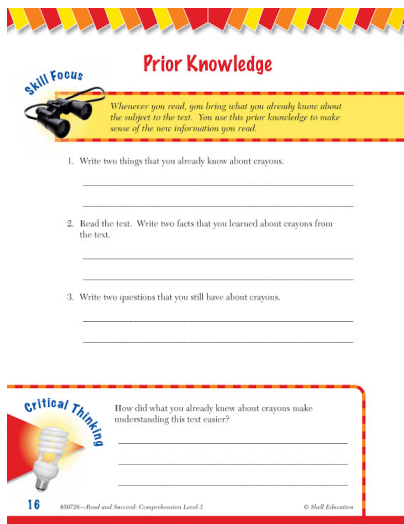 Prior Knowledge
Skill Focus
Whenever you read, you bring what you already know about
the subject to the text. You use this prior knowledge to make
sense of the new information you read.
1. Write two things that you already know about crayons.
2. Read the text. Write two facts that you learned about crayons from
the text.
3. Write two questions that you still have about crayons.
Critical Thinking
How did what you already knew about crayons make
understanding this text easier?
16
#50726—Read and Succeed: Comprehension Level 3
© Shell Education